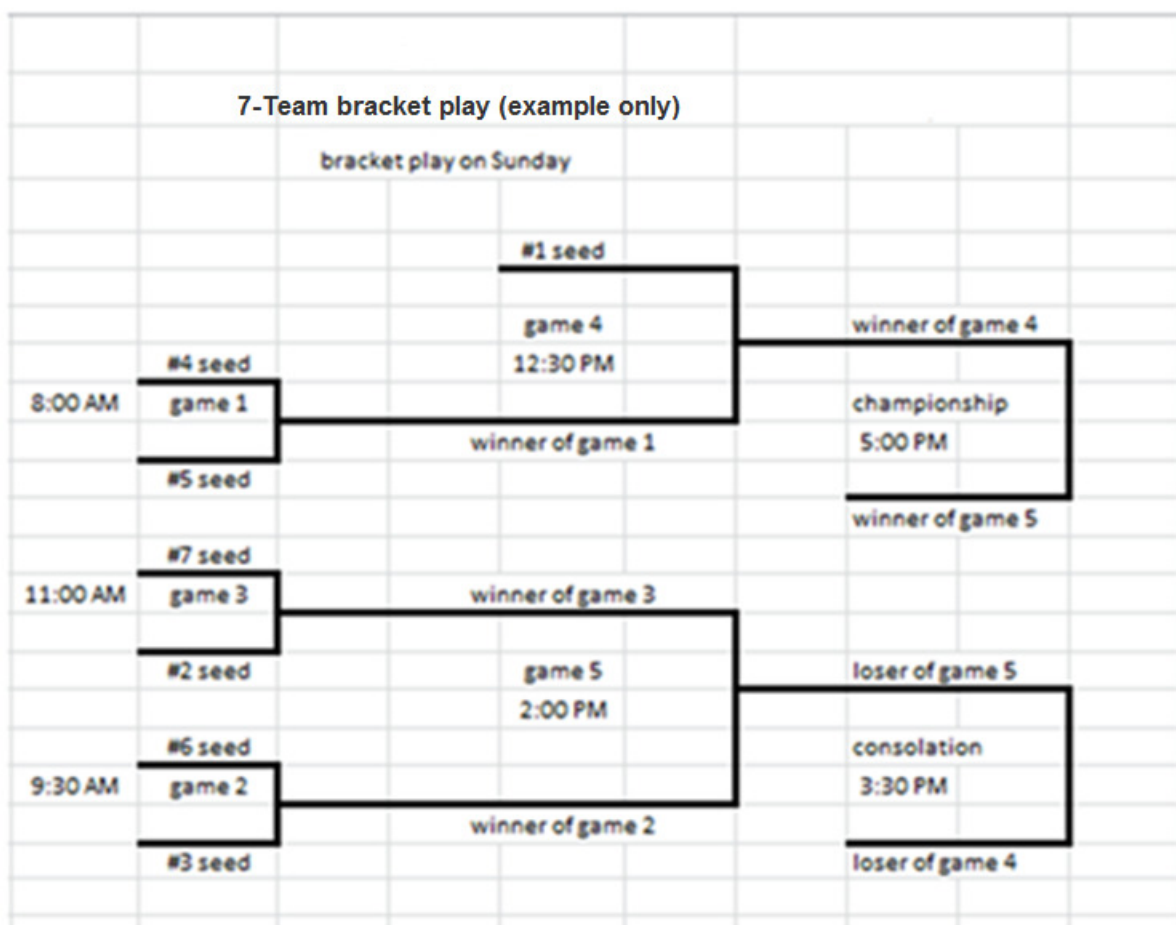 7-Team bracket play (example only)
bracket play on Sunday
#1 seed
game 4
winner of game 4
#4 seed
12:30 PM
8:00 AM
game 1
championship
winner of game 1
5:00 PM
#5 seed
winner of game 5
#7 seed
11:00 AM
game 3
winner of game 3
#2 seed
game 5
loser of game 5
2:00 PM
#6 seed
consolation
9:30 AM
game 2
3:30 PM
winner of game 2
#3 seed
loser of game 4